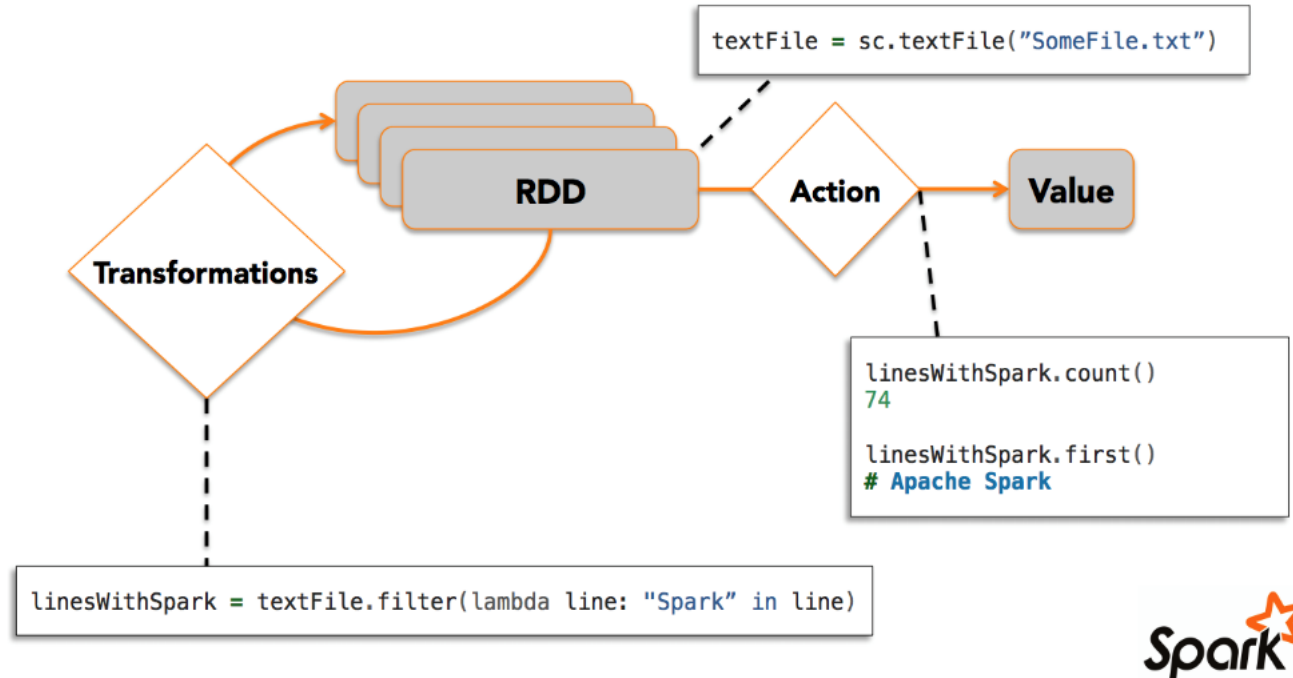 textFile = sc.textFile(”SomeFile.txt”)
RDD
Action
Value
Transformations
linesWithSpark.count()
74
linesWithSpark.first()
# Apache Spark
linesWithSpark = textFile.filter(lambda line: "Spark” in line)
Spark